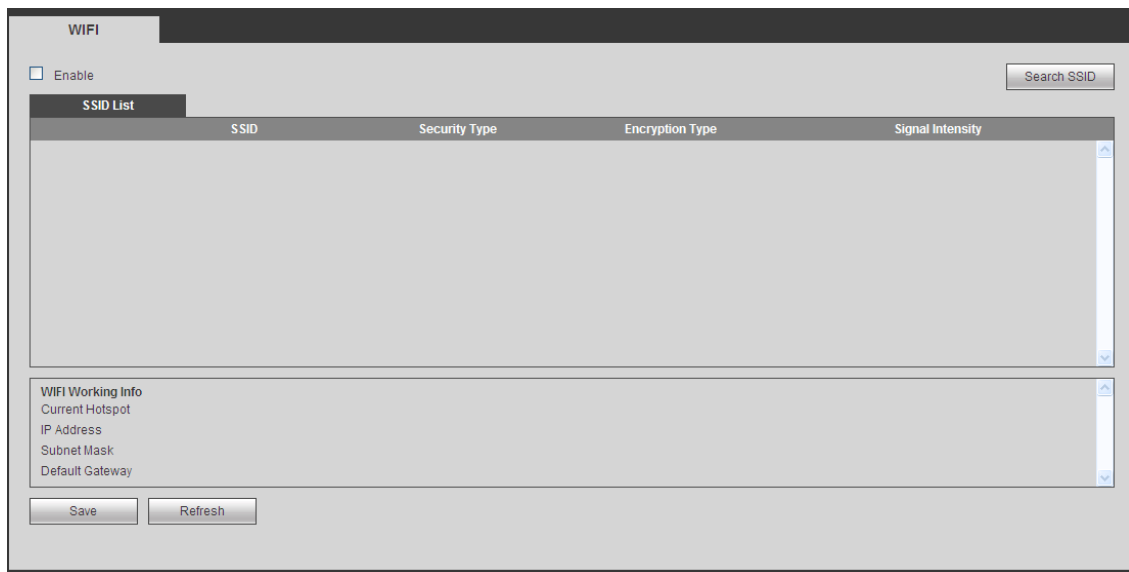 WIFI
Enable
Search SSID
SSID List
SSID Security Type Encryption Type Signal Intensity
WIFI Working Info
Current Hotspot
IP Address
Subnet Mask
Default Gateway
Save Refresh